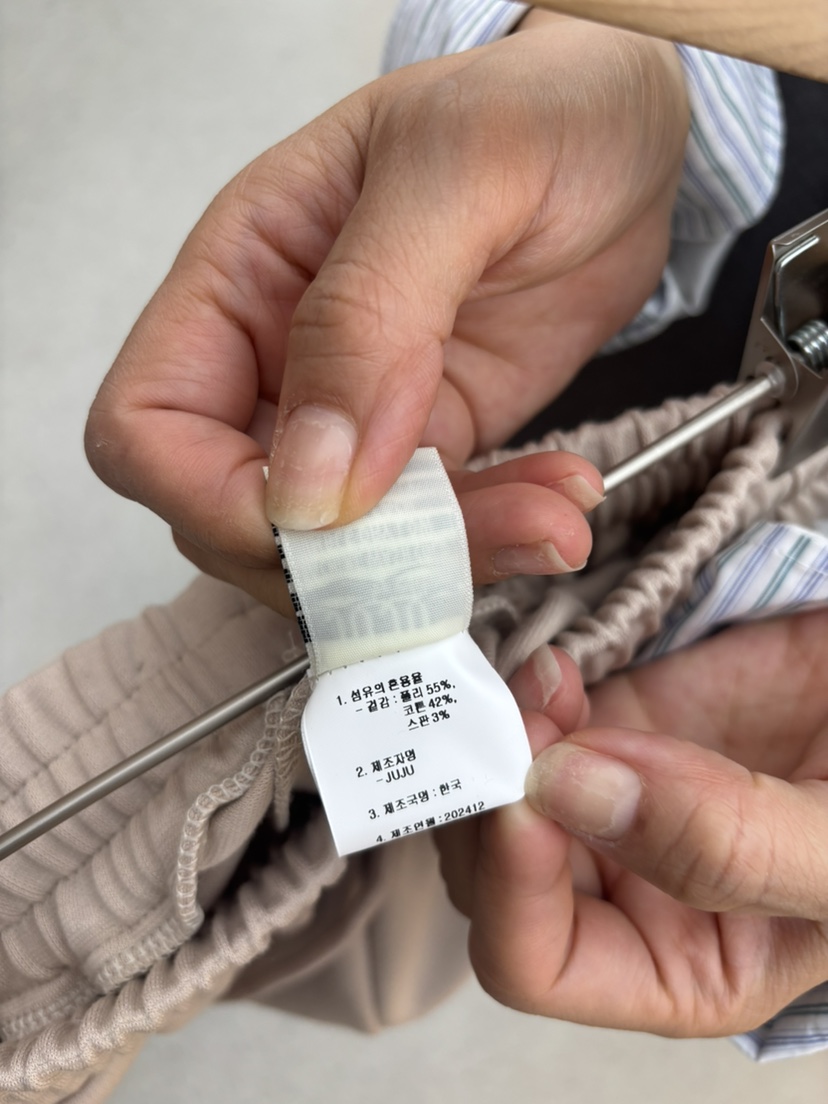 1. 섬유의 혼용율
- 겉감 : 폴리 55%,
코튼 42%,
스판 3%
2. 제조자명
- JUJU
3. 제조국명 : 한국
4. 제조연월 : 202412